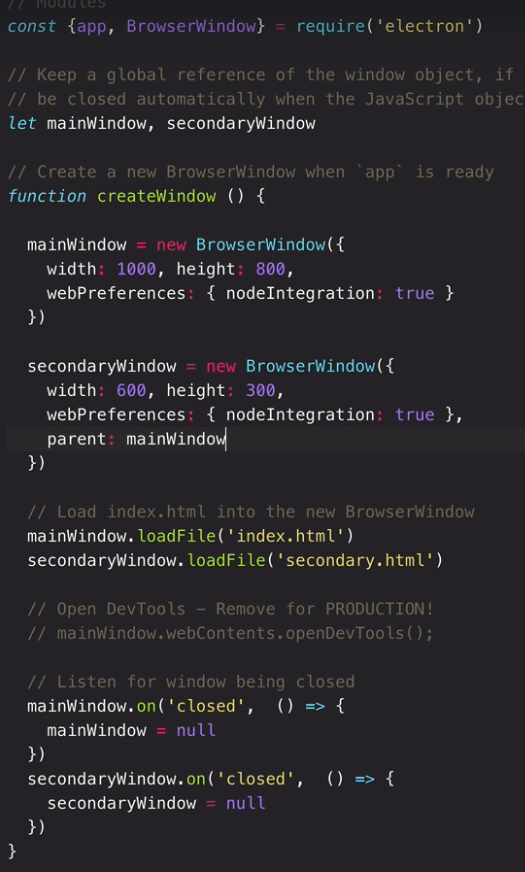 // Modules
const {app, BrowserWindow} = require('electron')
// Keep a global reference of the window object, if
// be closed automatically when the JavaScript objec
let mainWindow, secondaryWindow
// Create a new BrowserWindow when `app` is ready
function createWindow () {
mainWindow = new BrowserWindow({
width: 1000, height: 800,
webPreferences: { nodeIntegration: true }
})
secondaryWindow = new BrowserWindow({
width: 600, height: 300,
webPreferences: { nodeIntegration: true },
parent: mainWindow
})
// Load index.html into the new BrowserWindow
mainWindow.loadFile('index.html')
secondaryWindow.loadFile('secondary.html')
// Open DevTools - Remove for PRODUCTION!
// mainWindow.webContents.openDevTools();
// Listen for window being closed
mainWindow.on('closed',  () => {
mainWindow = null
})
secondaryWindow.on('closed',  () => {
secondaryWindow = null
})
}